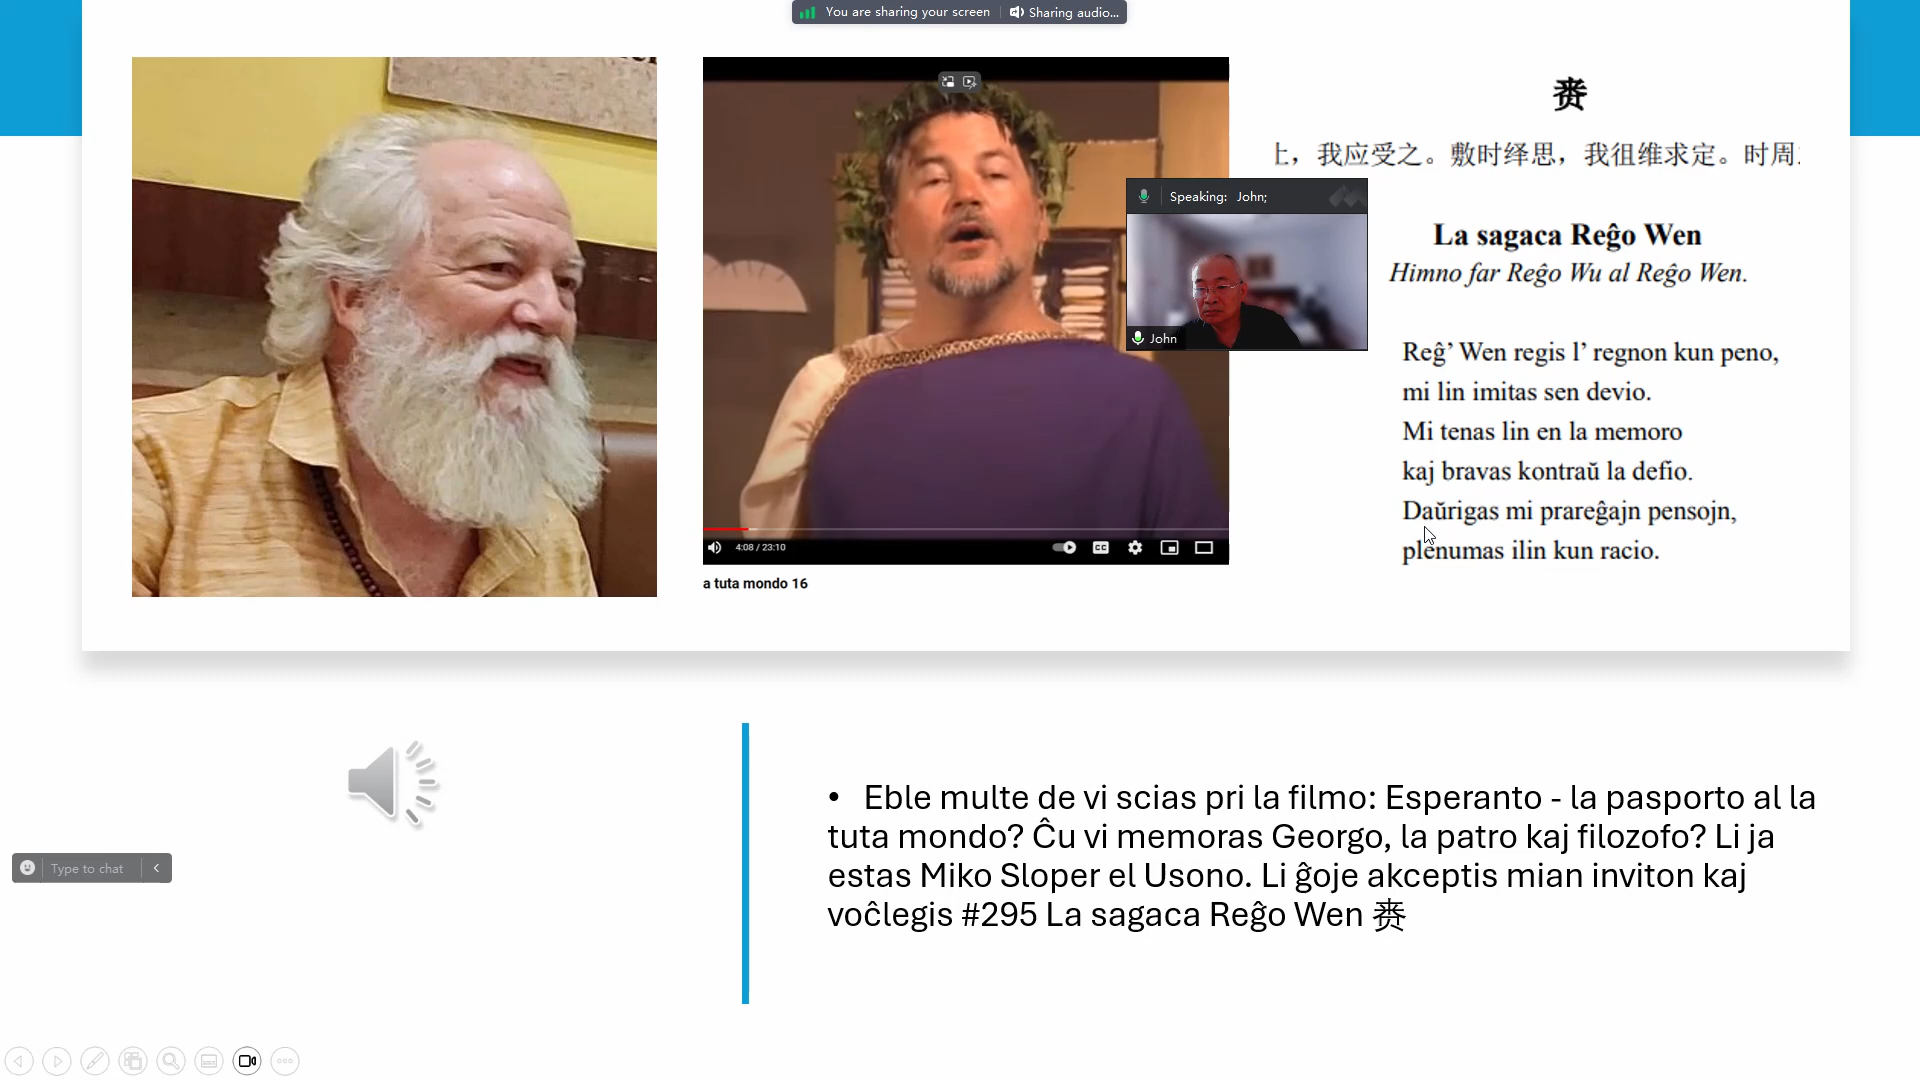 You are sharing your screen
Sharing audio...
赉
上，我应受之。敷时绎思，我徂维求定。时周
Speaking: John;
John
La sagaca Reĝo Wen
Himno far Reĝo Wu al Reĝo Wen.
Reĝ’ Wen regis l’ regnon kun peno,
mi lin imitas sen devio.
Mi tenas lin en la memoro
kaj bravas kontraŭ la defio.
Daŭrigas mi prareĝajn pensojn,
plenumas ilin kun racio.
4:08 / 23:10
CC
a tuta mondo 16
• Eble multe de vi scias pri la filmo: Esperanto - la pasporto al la
tuta mondo? Ĉu vi memoras Georgo, la patro kaj filozofo? Li ja
estas Miko Sloper el Usono. Li ĝoje akceptis mian inviton kaj
voĉlegis #295 La sagaca Reĝo Wen 赉
Type to chat